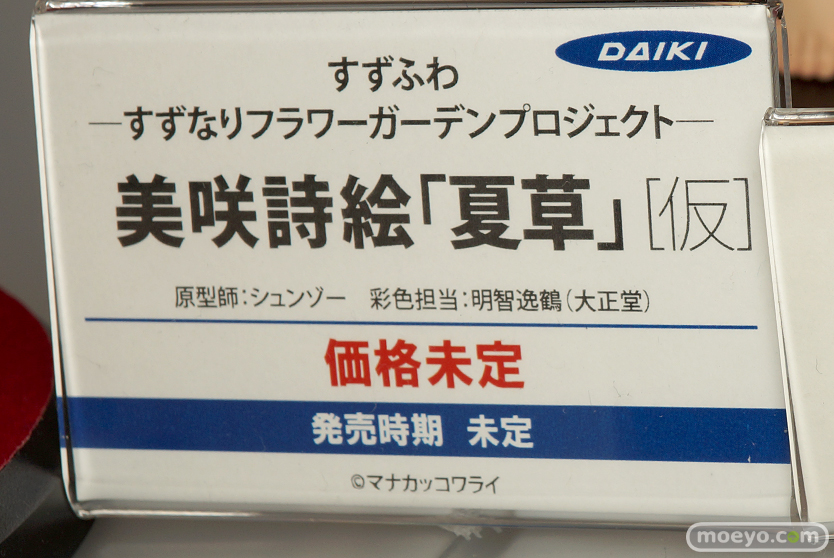 DAIKI
すずふわ
―すずなりフラワーガーデンプロジェクト―
美咲詩絵「夏草」[仮]
原型師：シュンゾー　彩色担当：明智逸鶴（大正堂）
価格未定
発売時期　未定
©マナカッコワライ
moeyo.com